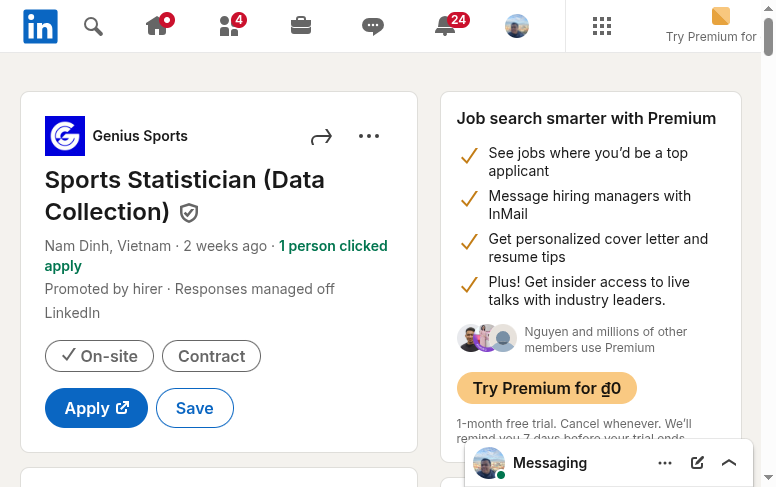 in
4
24
Try Premium for
Genius Sports
Sports Statistician (Data
Collection)
Nam Dinh, Vietnam · 2 weeks ago · 1 person clicked
apply
Promoted by hirer · Responses managed off
LinkedIn
On-site
Contract
Apply
Save
Job search smarter with Premium
See jobs where you’d be a top
applicant
Message hiring managers with
InMail
Get personalized cover letter and
resume tips
Plus! Get insider access to live
talks with industry leaders.
Nguyen and millions of other
members use Premium
Try Premium for ₫0
1-month free trial. Cancel whenever. We’ll
remind you 7 days before your trial ends.
Messaging